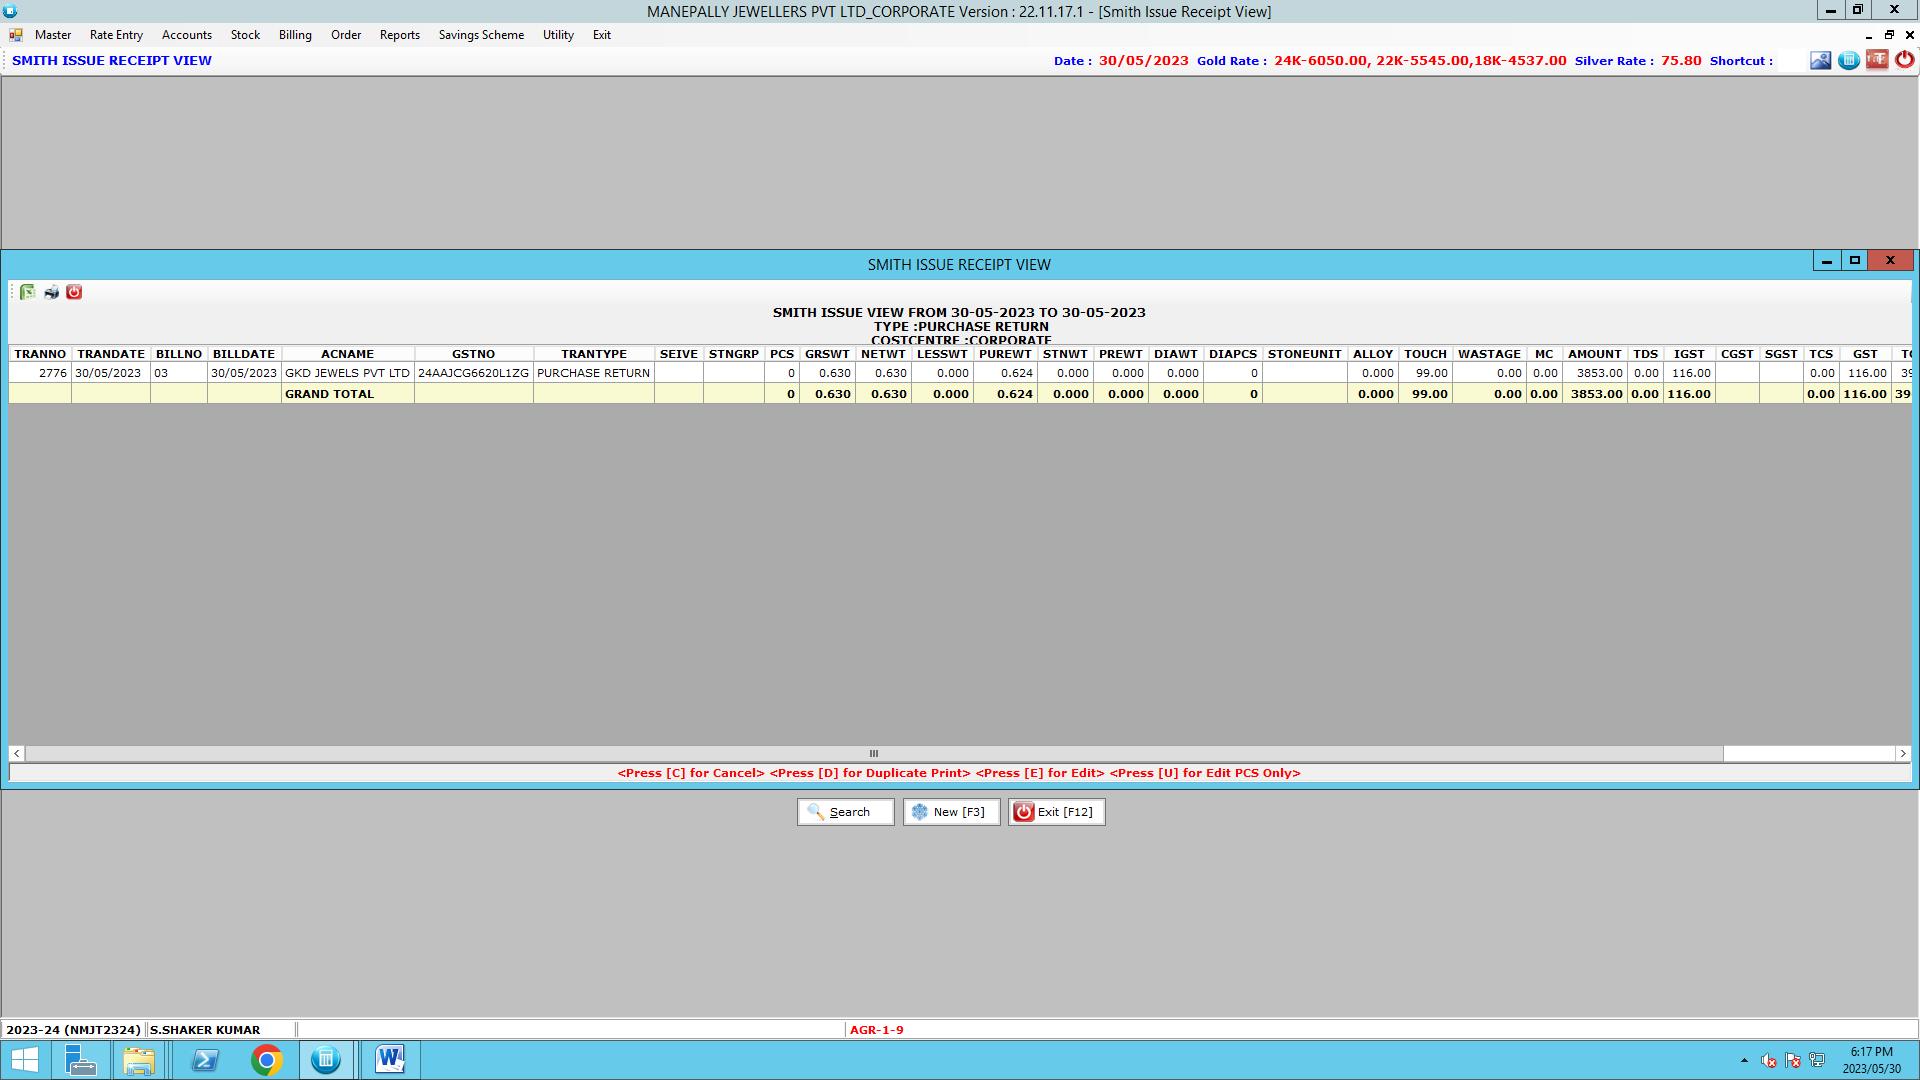 MANEPALLY JEWELLERS PVT LTD_CORPORATE Version : 22.11.17.1 - [Smith Issue Receipt View]
Master Rate Entry Accounts Stock Billing Order Reports Savings Scheme Utility Exit
SMITH ISSUE RECEIPT VIEW Date : 30/05/2023 Gold Rate : 24K-6050.00, 22K-5545.00,18K-4537.00 Silver Rate : 75.80 Shortcut :
SMITH ISSUE RECEIPT VIEW
SMITH ISSUE VIEW FROM 30-05-2023 TO 30-05-2023
TYPE :PURCHASE RETURN
COSTCENTRE :CORPORATE
TRANNO TRANDATE BILLNO BILLDATE ACNAME GSTNO TRANTYPE SEIVE STNGRP PCS GRSWT NETWT LESSWT PUREWT STNWT PREWT DIAWT DIAPCS STONEUNIT ALLOY TOUCH WASTAGE MC AMOUNT TDS IGST CGST SGST TCS GST
2776 30/05/2023 03 30/05/2023 GKD JEWELS PVT LTD 24AAJCG6620L1ZG PURCHASE RETURN 0 0.630 0.630 0.000 0.624 0.000 0.000 0.000 0 0.000 99.00 0.00 0.00 3853.00 0.00 116.00 0.00 116.00 39
GRAND TOTAL 0 0.630 0.630 0.000 0.624 0.000 0.000 0.000 0 0.000 99.00 0.00 0.00 3853.00 0.00 116.00 0.00 116.00 39
<Press [C] for Cancel> <Press [D] for Duplicate Print> <Press [E] for Edit> <Press [U] for Edit PCS Only>
Search New [F3] Exit [F12]
2023-24 (NMJT2324) S.SHAKER KUMAR AGR-1-9
6:17 PM
2023/05/30